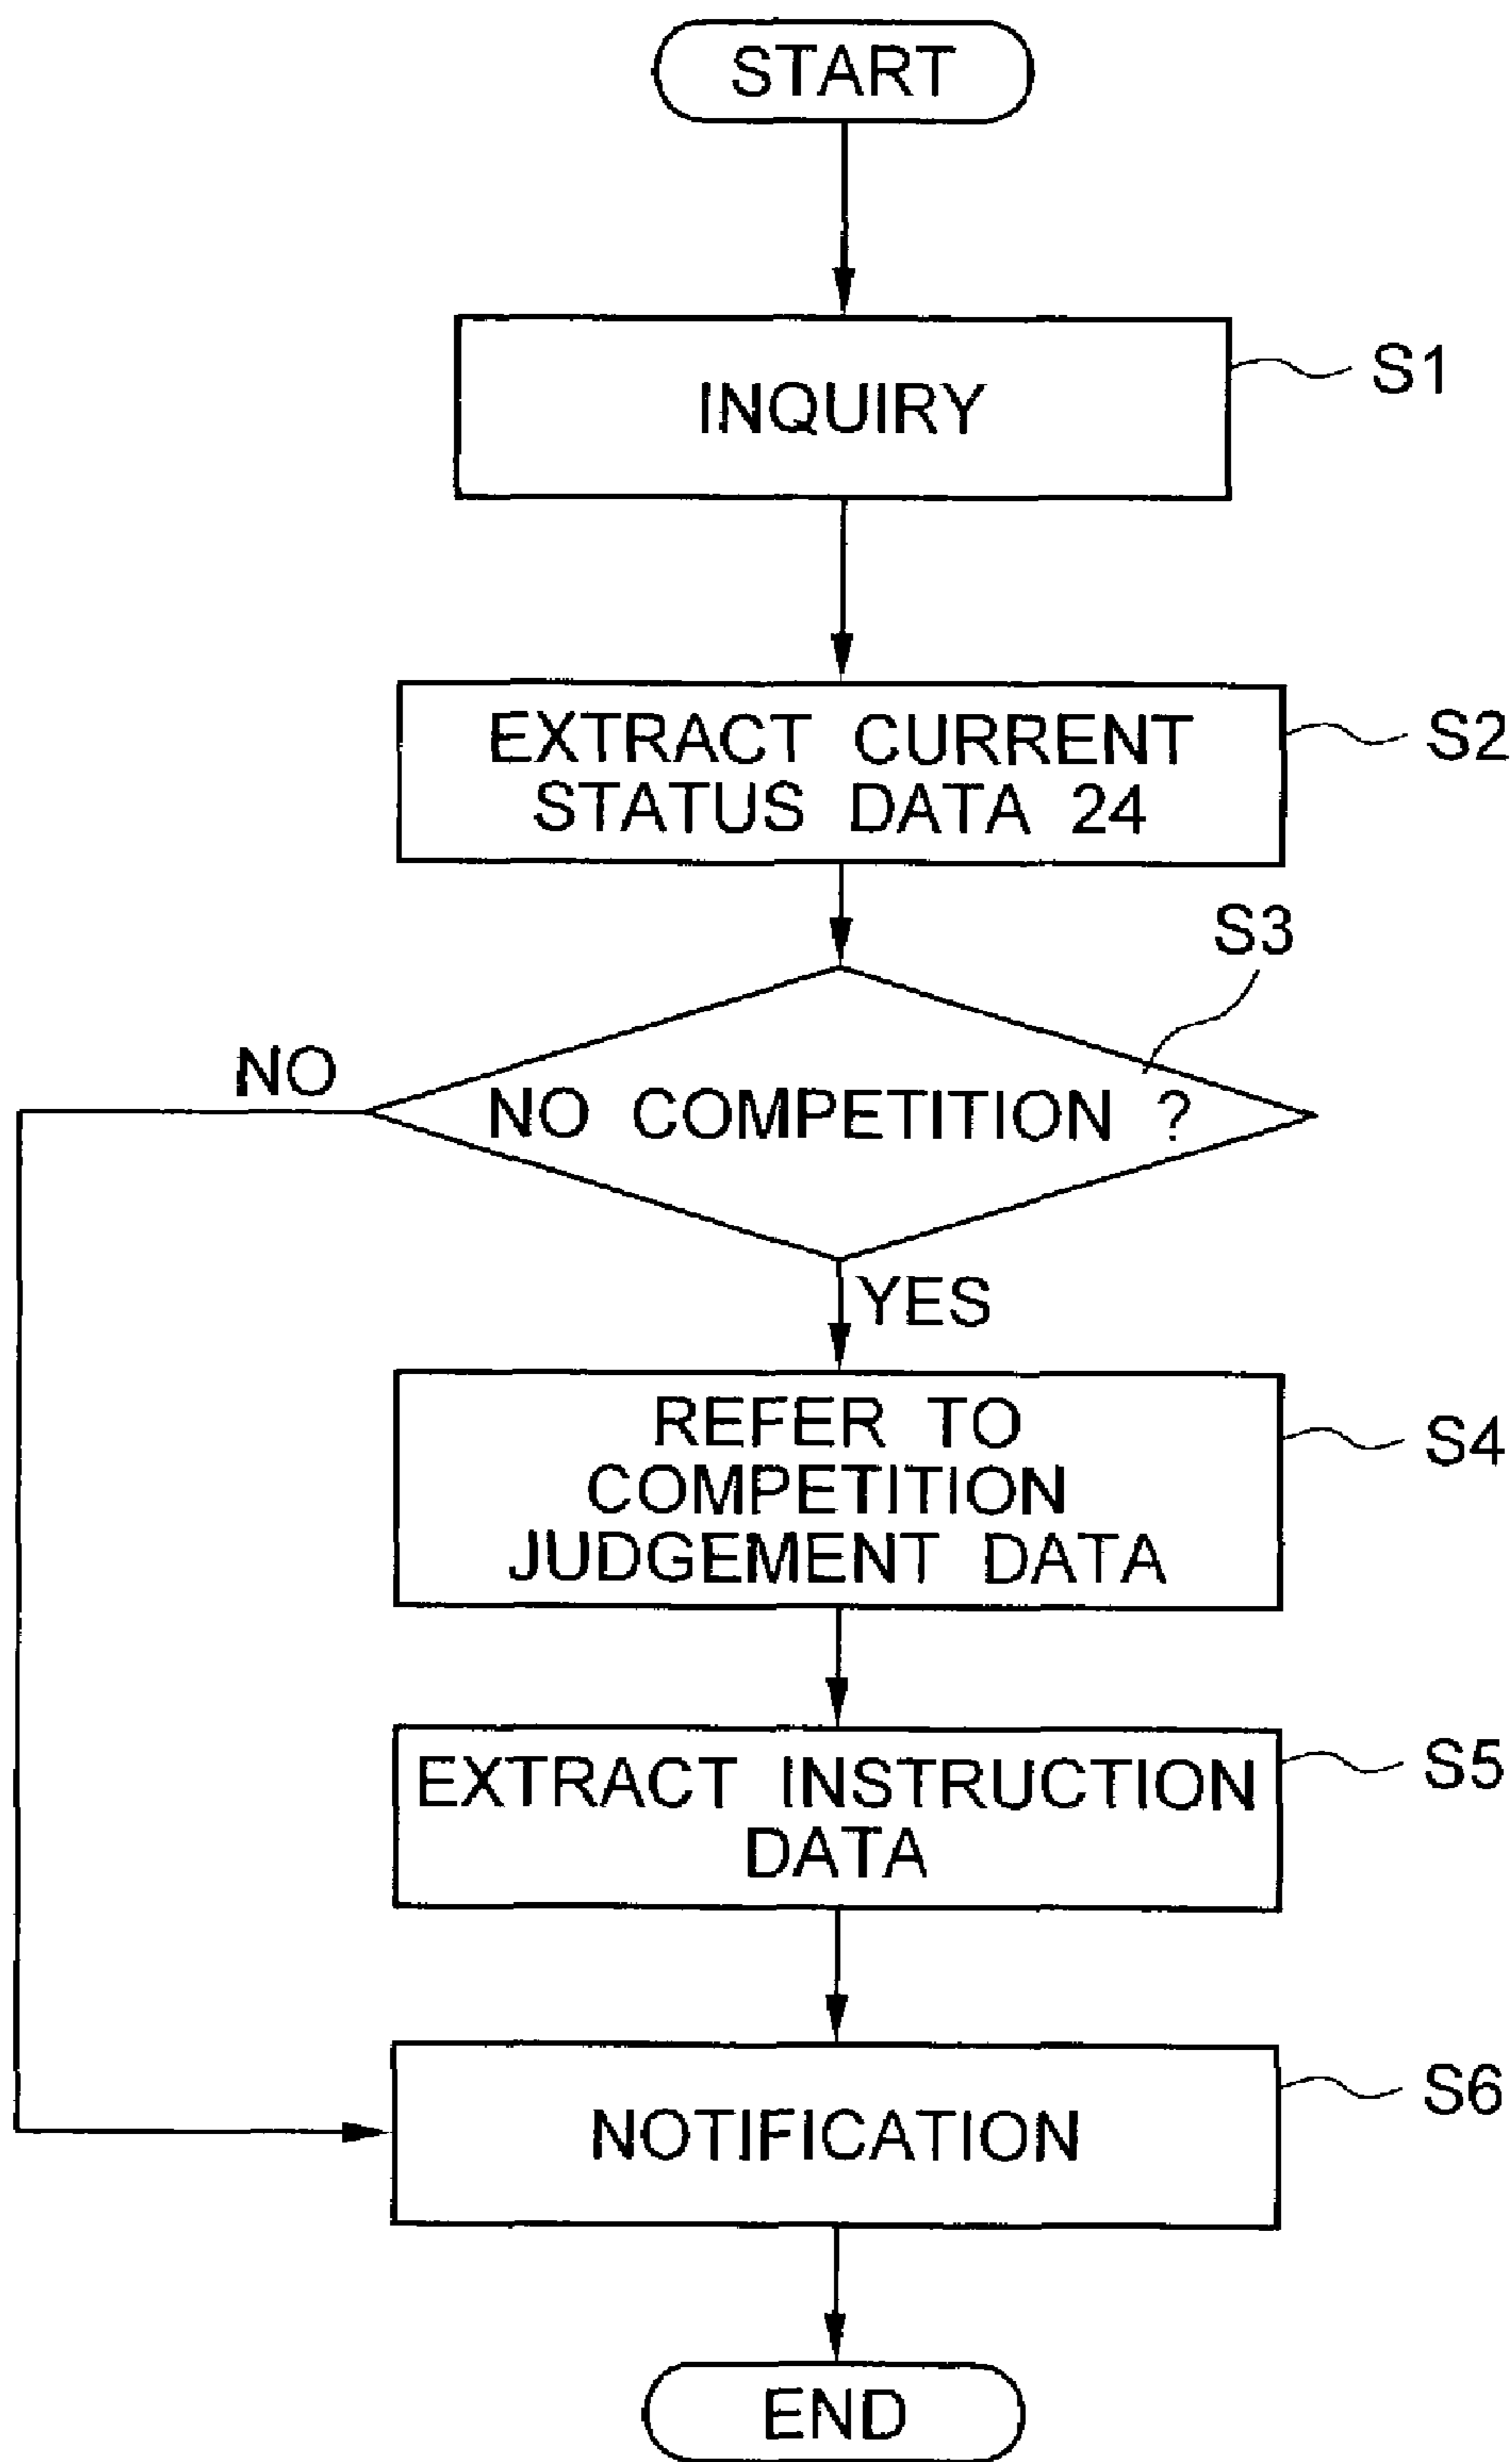 START
INQUIRY
S1
EXTRACT CURRENT
STATUS DATA 24
S2
S3
NO
NO COMPETITION ?
YES
REFER TO
COMPETITION
JUDGEMENT DATA
S4
EXTRACT INSTRUCTION
DATA
S5
NOTIFICATION
S6
END